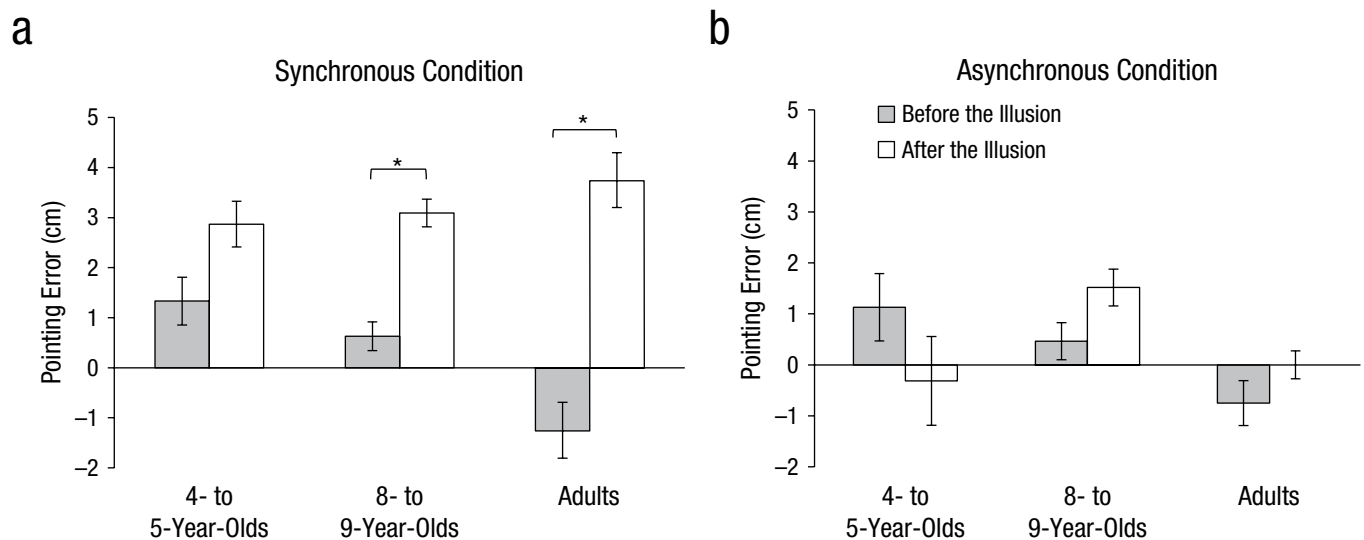 a
Synchronous Condition
Pointing Error (cm)
5
4
3
2
1
0
–1
–2
*
*
4- to
5-Year-Olds
8- to
9-Year-Olds
Adults
b
Asynchronous Condition
Before the Illusion
After the Illusion
Pointing Error (cm)
5
4
3
2
1
0
–1
–2
4- to
5-Year-Olds
8- to
9-Year-Olds
Adults